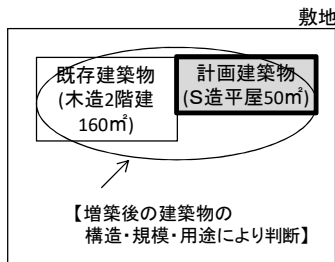 敷地
既存建築物
(木造2階建
160㎡)
計画建築物
(S造平屋50㎡)
【増築後の建築物の
構造・規模・用途により判断】